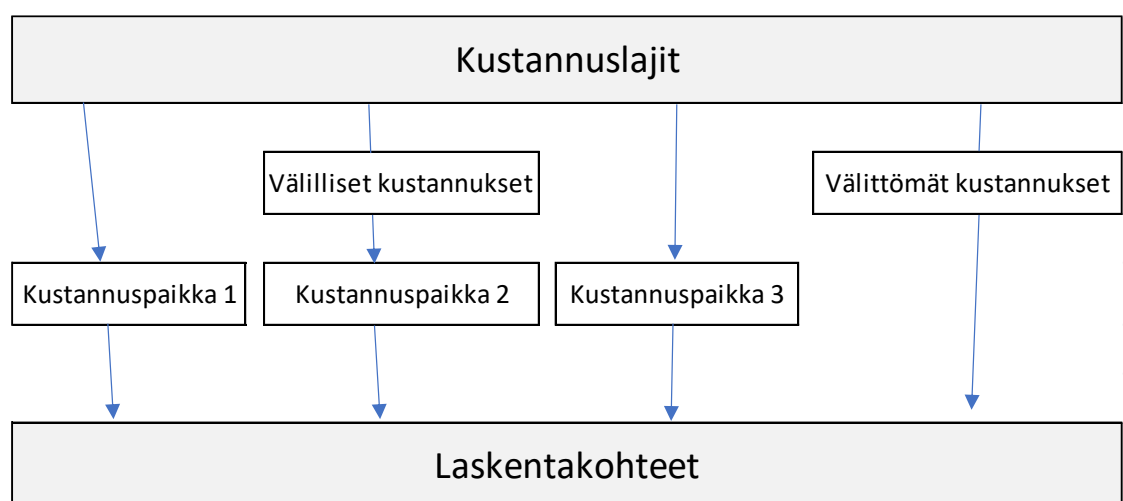 Kustannuslajit
Välilliset kustannukset
Välittömät kustannukset
Kustannuspaikka 1
Kustannuspaikka 2
Kustannuspaikka 3
Laskentakohteet